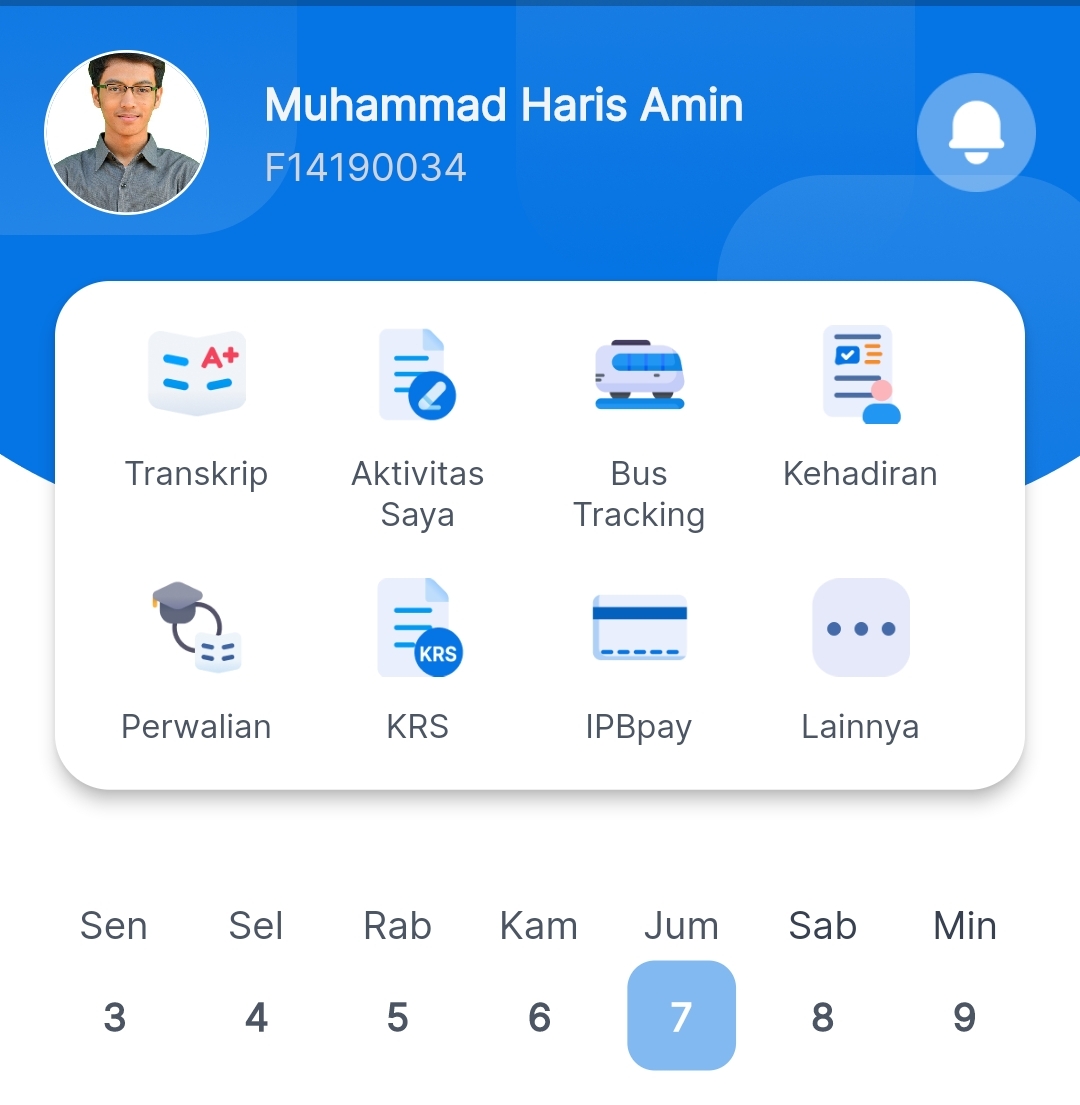 Muhammad Haris Amin
F14190034
A+
Transkrip
Aktivitas
Saya
Bus
Tracking
Kehadiran
KRS
Perwalian
KRS
IPBpay
Lainnya
Sen Sel Rab Kam Jum Sab Min
3 4 5 6 7 8 9